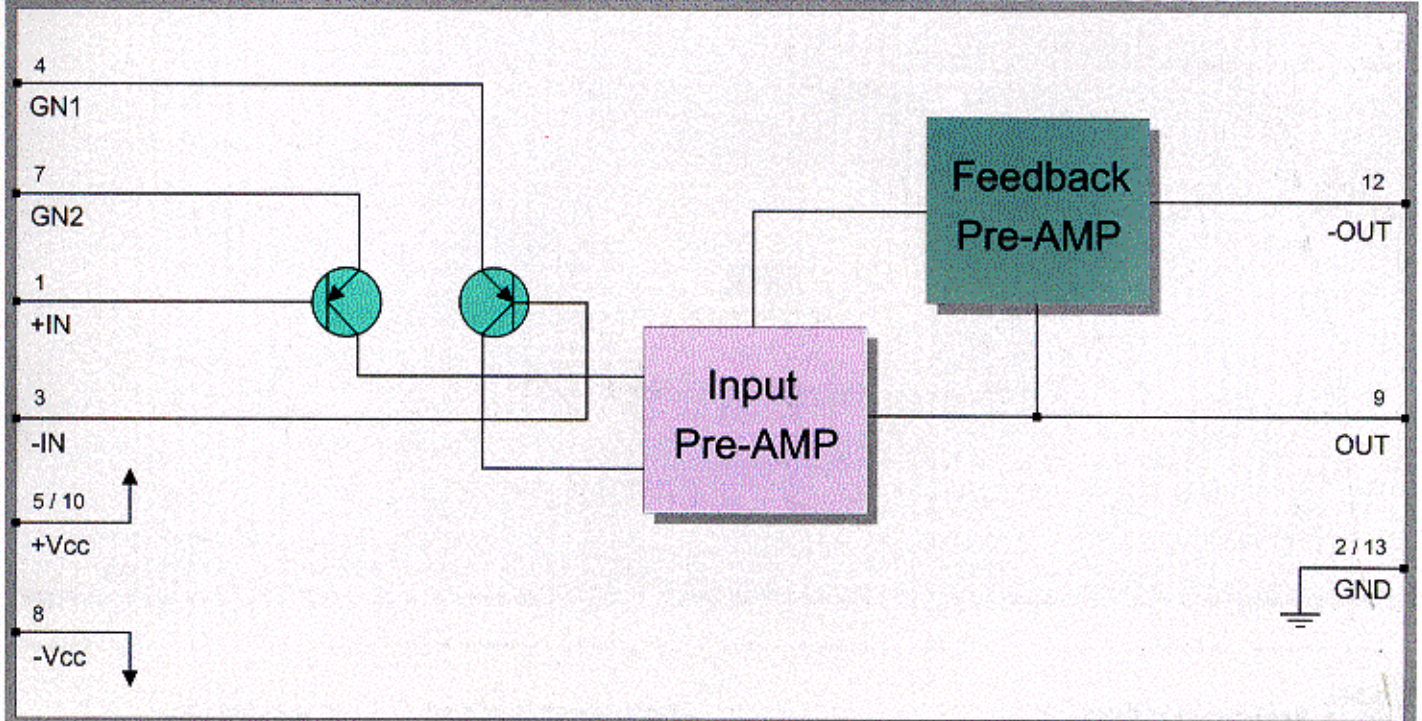 4
GN1
7
GN2
1
+IN
3
-IN
5 / 10
+Vcc
8
-Vcc
Input
Pre-AMP
Feedback
Pre-AMP
12
-OUT
9
OUT
2 / 13
GND